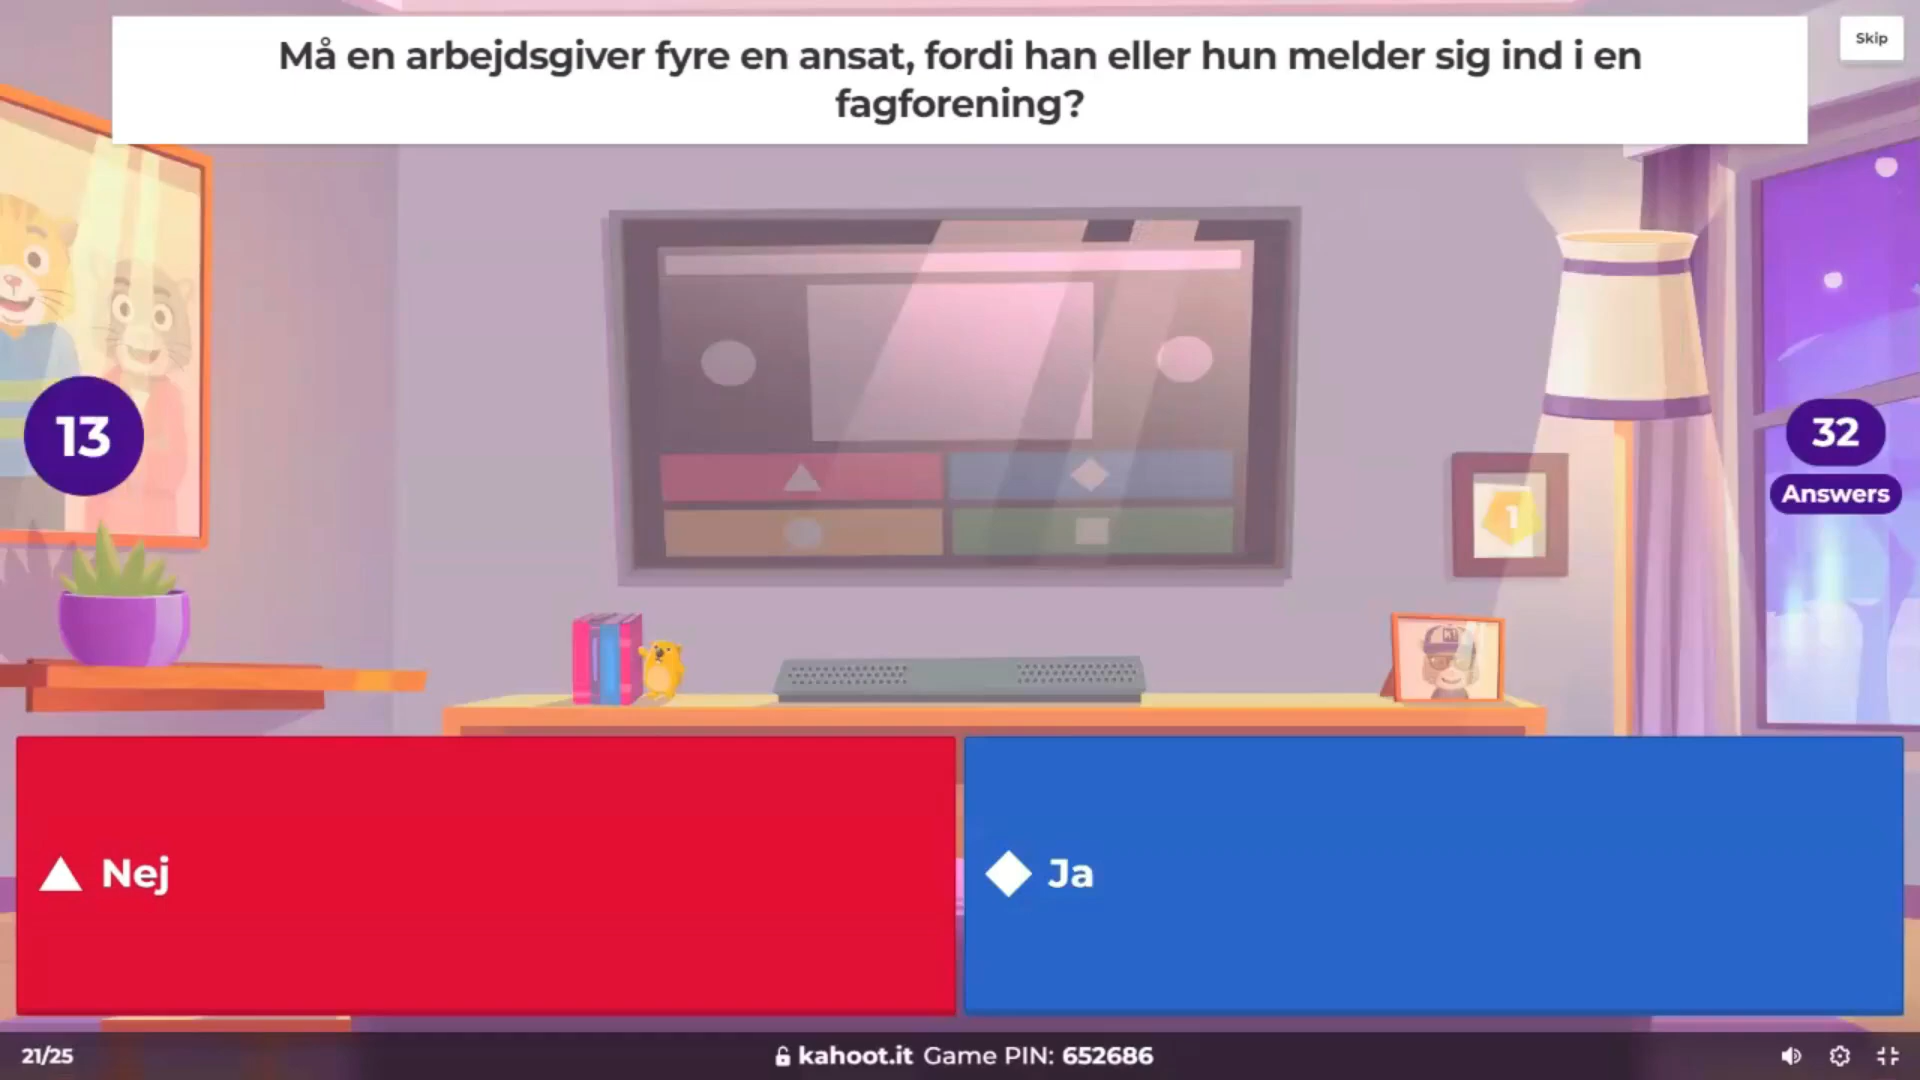 Må en arbejdsgiver fyre en ansat, fordi han eller hun melder sig ind i en
fagforening?
Skip
13
32
Answers
1
Nej
Ja
21/25
kahoot.it Game PIN: 652686